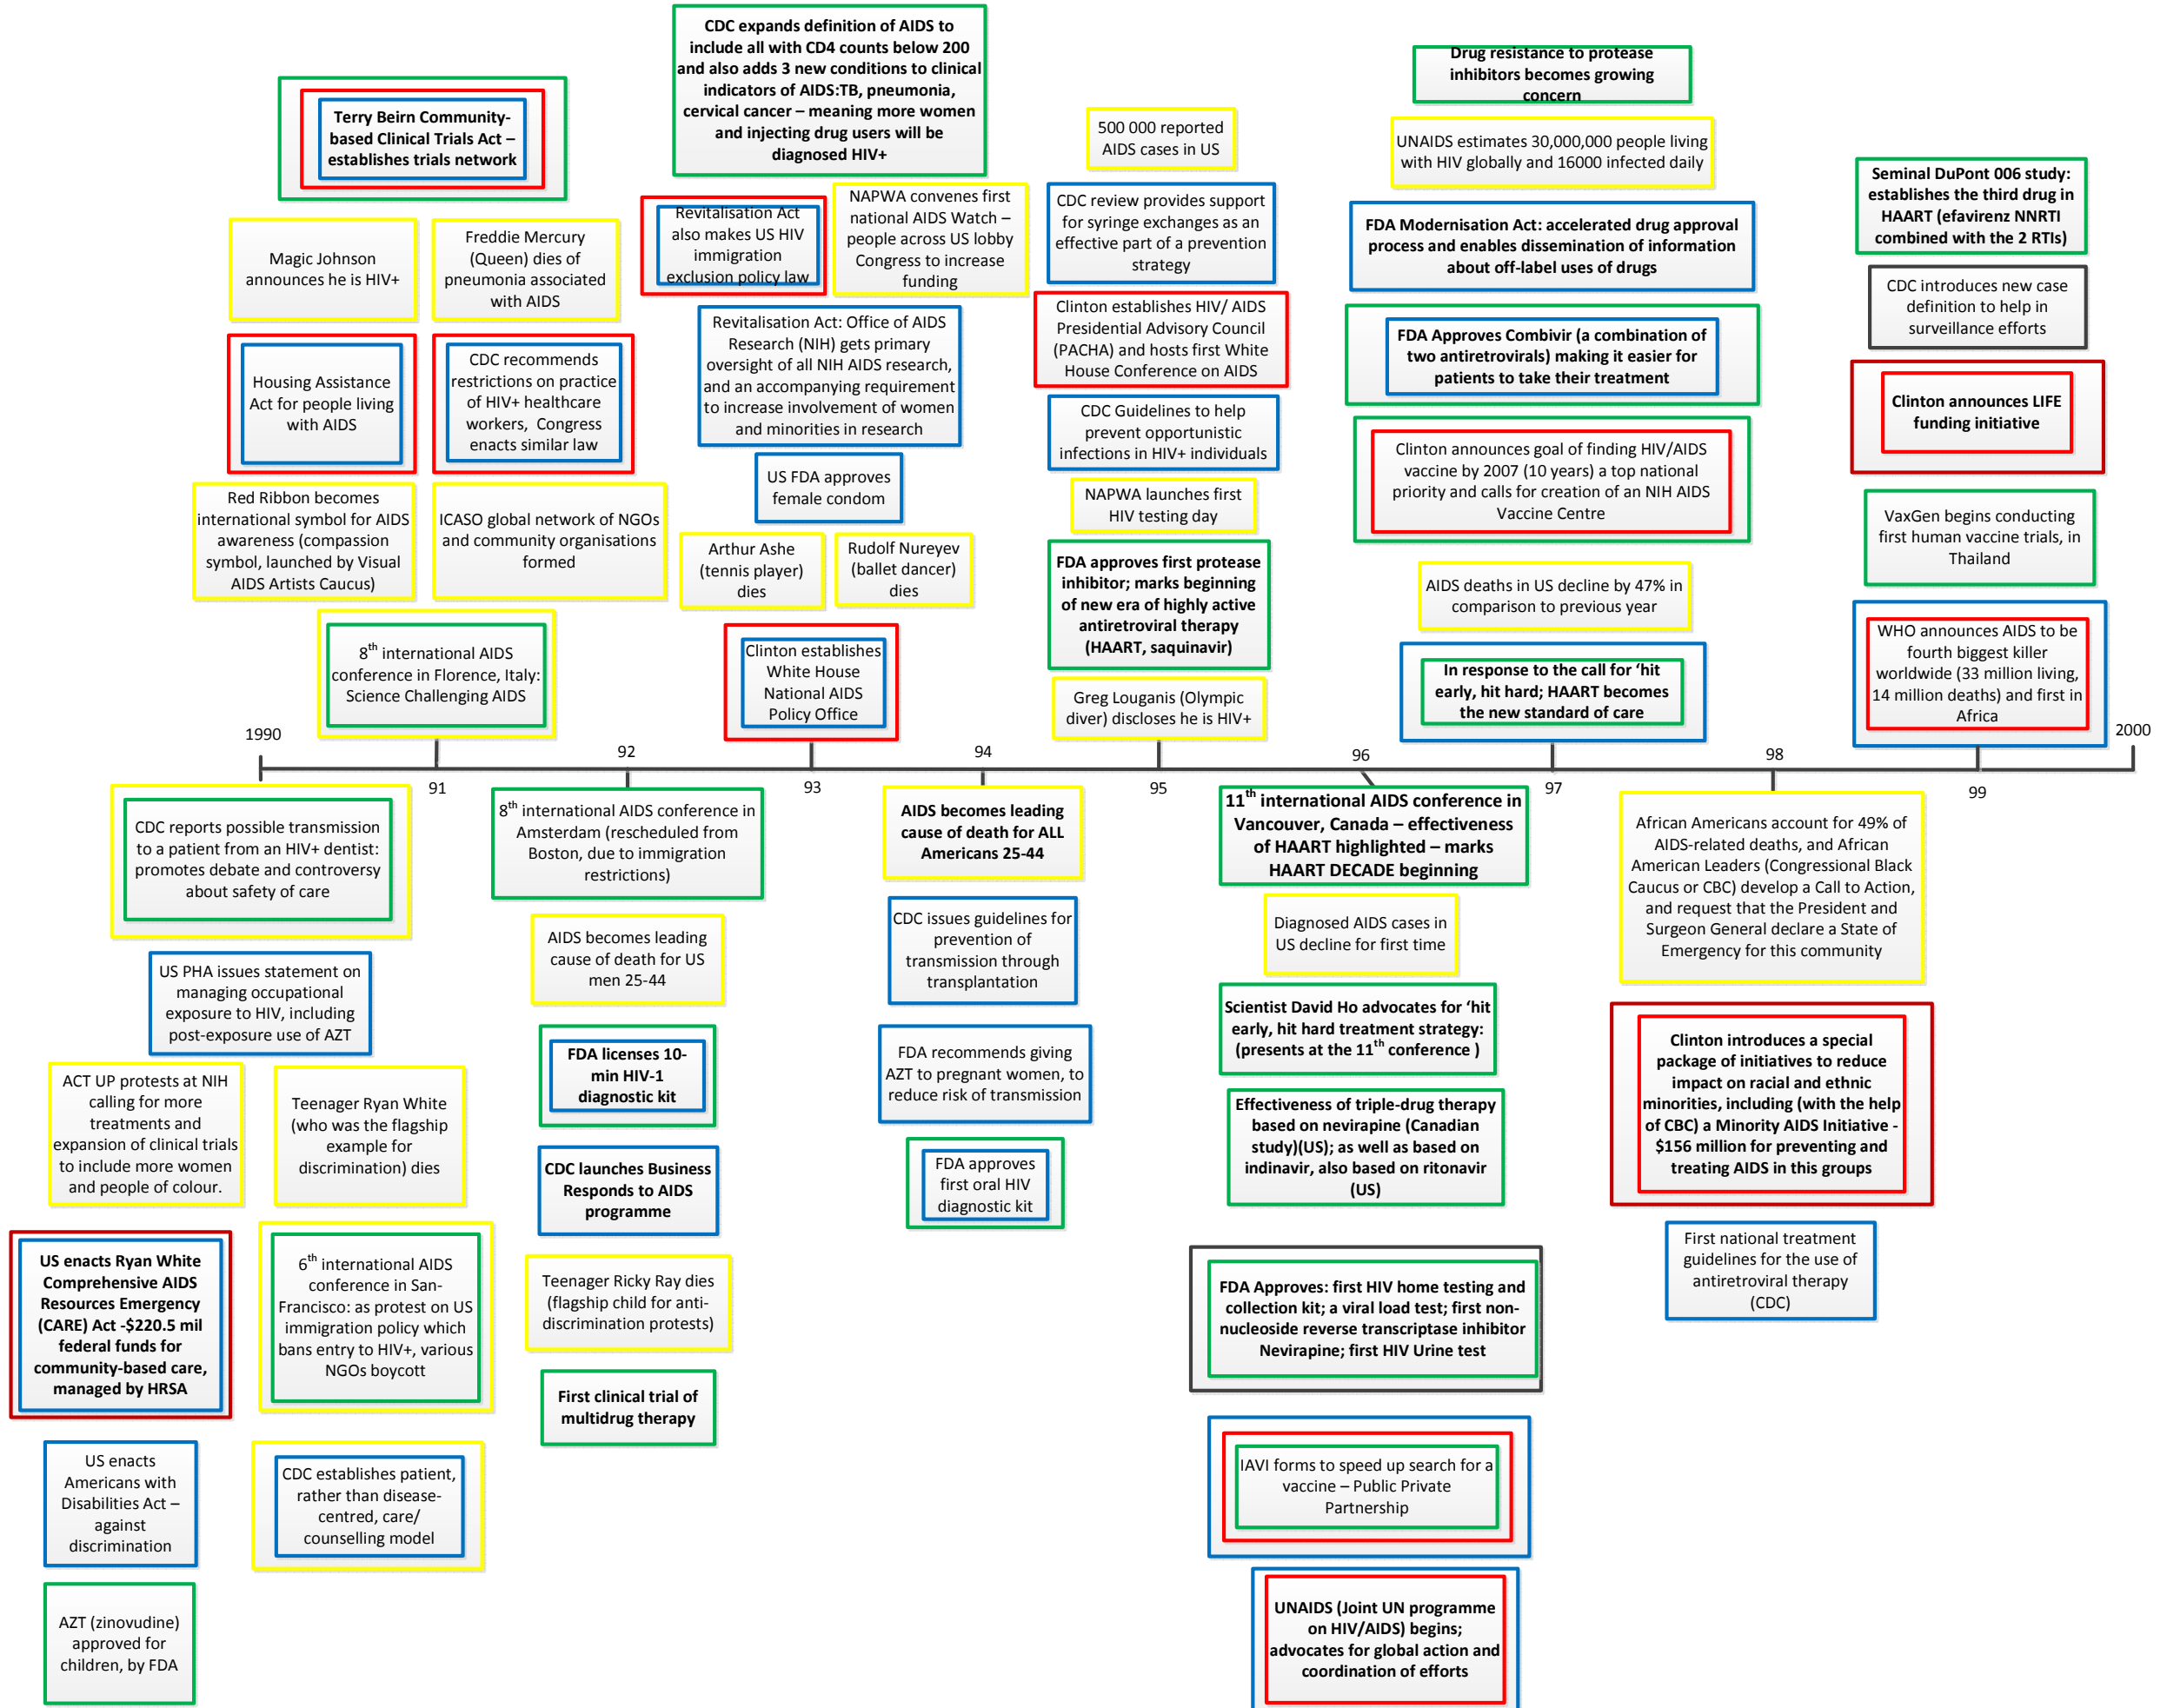 CDC expands definition of AIDS to
include all with CD4 counts below 200
and also adds 3 new conditions to clinical
indicators of AIDS:TB, pneumonia,
cervical cancer – meaning more women
and injecting drug users will be
diagnosed HIV+
Drug resistance to protease
inhibitors becomes growing
concern
Terry Beirn Community-
based Clinical Trials Act –
establishes trials network
500 000 reported
AIDS cases in US
UNAIDS estimates 30,000,000 people living
with HIV globally and 16000 infected daily
Seminal DuPont 006 study:
establishes the third drug in
HAART (efavirenz NNRTI
combined with the 2 RTIs)
Magic Johnson
announces he is HIV+
Freddie Mercury
(Queen) dies of
pneumonia associated
with AIDS
Revitalisation Act
also makes US HIV
immigration
exclusion policy law
NAPWA convenes first
national AIDS Watch –
people across US lobby
Congress to increase
funding
CDC review provides support
for syringe exchanges as an
effective part of a prevention
strategy
FDA Modernisation Act: accelerated drug approval
process and enables dissemination of information
about off-label uses of drugs
CDC introduces new case
definition to help in
surveillance efforts
Housing Assistance
Act for people living
with AIDS
CDC recommends
restrictions on practice
of HIV+ healthcare
workers, Congress
enacts similar law
Revitalisation Act: Office of AIDS
Research (NIH) gets primary
oversight of all NIH AIDS research,
and an accompanying requirement
to increase involvement of women
and minorities in research
Clinton establishes HIV/ AIDS
Presidential Advisory Council
(PACHA) and hosts first White
House Conference on AIDS
FDA Approves Combivir (a combination of
two antiretrovirals) making it easier for
patients to take their treatment
Clinton announces LIFE
funding initiative
CDC Guidelines to help
prevent opportunistic
infections in HIV+ individuals
Clinton announces goal of finding HIV/AIDS
vaccine by 2007 (10 years) a top national
priority and calls for creation of an NIH AIDS
Vaccine Centre
Red Ribbon becomes
international symbol for AIDS
awareness (compassion
symbol, launched by Visual
AIDS Artists Caucus)
ICASO global network of NGOs
and community organisations
formed
US FDA approves
female condom
NAPWA launches first
HIV testing day
VaxGen begins conducting
first human vaccine trials, in
Thailand
Arthur Ashe
(tennis player)
dies
Rudolf Nureyev
(ballet dancer)
dies
FDA approves first protease
inhibitor; marks beginning
of new era of highly active
antiretroviral therapy
(HAART, saquinavir)
AIDS deaths in US decline by 47% in
comparison to previous year
8th international AIDS
conference in Florence, Italy:
Science Challenging AIDS
Clinton establishes
White House
National AIDS
Policy Office
Greg Louganis (Olympic
diver) discloses he is HIV+
In response to the call for ‘hit
early, hit hard; HAART becomes
the new standard of care
WHO announces AIDS to be
fourth biggest killer
worldwide (33 million living,
14 million deaths) and first in
Africa
1990
91
92
93
94
95
96
97
98
99
2000
CDC reports possible transmission
to a patient from an HIV+ dentist:
promotes debate and controversy
about safety of care
8th international AIDS conference in
Amsterdam (rescheduled from
Boston, due to immigration
restrictions)
AIDS becomes leading
cause of death for ALL
Americans 25-44
11th international AIDS conference in
Vancouver, Canada – effectiveness
of HAART highlighted – marks
HAART DECADE beginning
African Americans account for 49% of
AIDS-related deaths, and African
American Leaders (Congressional Black
Caucus or CBC) develop a Call to Action,
and request that the President and
Surgeon General declare a State of
Emergency for this community
US PHA issues statement on
managing occupational
exposure to HIV, including
post-exposure use of AZT
AIDS becomes leading
cause of death for US
men 25-44
CDC issues guidelines for
prevention of
transmission through
transplantation
Diagnosed AIDS cases in
US decline for first time
ACT UP protests at NIH
calling for more
treatments and
expansion of clinical trials
to include more women
and people of colour.
Teenager Ryan White
(who was the flagship
example for
discrimination) dies
FDA licenses 10-
min HIV-1
diagnostic kit
FDA recommends giving
AZT to pregnant women, to
reduce risk of transmission
Scientist David Ho advocates for ‘hit
early, hit hard treatment strategy:
(presents at the 11th conference )
Clinton introduces a special
package of initiatives to reduce
impact on racial and ethnic
minorities, including (with the help
of CBC) a Minority AIDS Initiative -
$156 million for preventing and
treating AIDS in this groups
CDC launches Business
Responds to AIDS
programme
FDA approves
first oral HIV
diagnostic kit
Effectiveness of triple-drug therapy
based on nevirapine (Canadian
study)(US); as well as based on
indinavir, also based on ritonavir
(US)
US enacts Ryan White
Comprehensive AIDS
Resources Emergency
(CARE) Act -$220.5 mil
federal funds for
community-based care,
managed by HRSA
6th international AIDS
conference in San-
Francisco: as protest on US
immigration policy which
bans entry to HIV+, various
NGOs boycott
Teenager Ricky Ray dies
(flagship child for anti-
discrimination protests)
FDA Approves: first HIV home testing and
collection kit; a viral load test; first non-
nucleoside reverse transcriptase inhibitor
Nevirapine; first HIV Urine test
First national treatment
guidelines for the use of
antiretroviral therapy
(CDC)
First clinical trial of
multidrug therapy
US enacts
Americans with
Disabilities Act –
against
discrimination
CDC establishes patient,
rather than disease-
centred, care/
counselling model
IAVI forms to speed up search for a
vaccine – Public Private
Partnership
AZT (zinovudine)
approved for
children, by FDA
UNAIDS (Joint UN programme
on HIV/AIDS) begins;
advocates for global action and
coordination of efforts